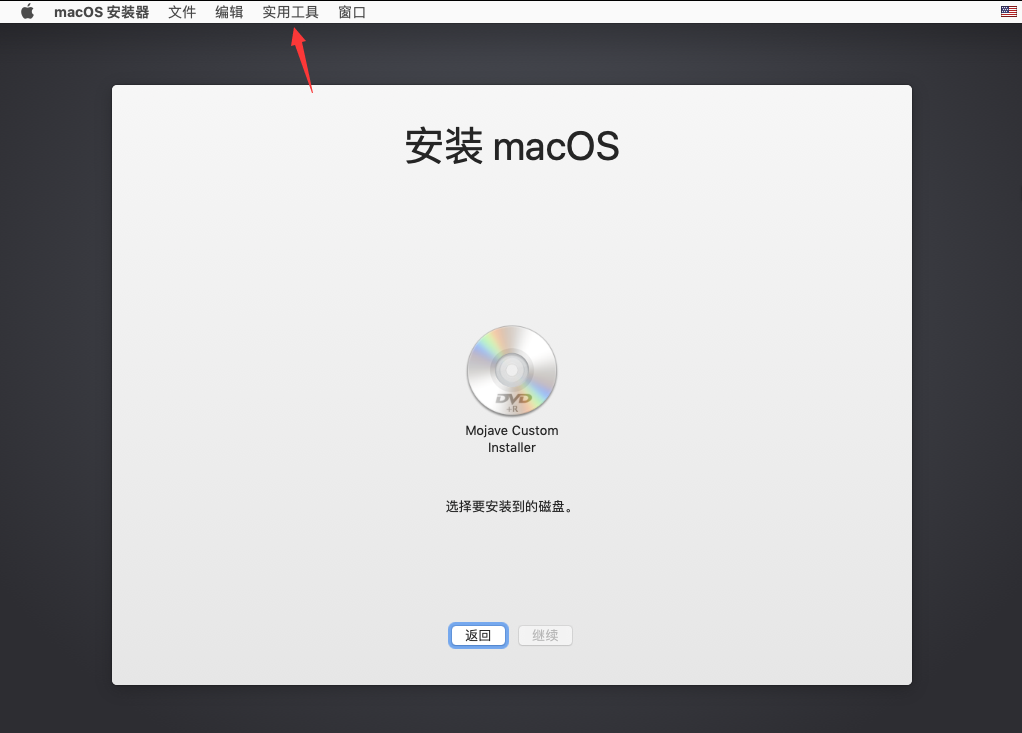 macOS 安装器 文件 编辑 实用工具 窗口
安装 macOS
DVD
+R
Mojave Custom
Installer
选择要安装到的磁盘。
返回 继续